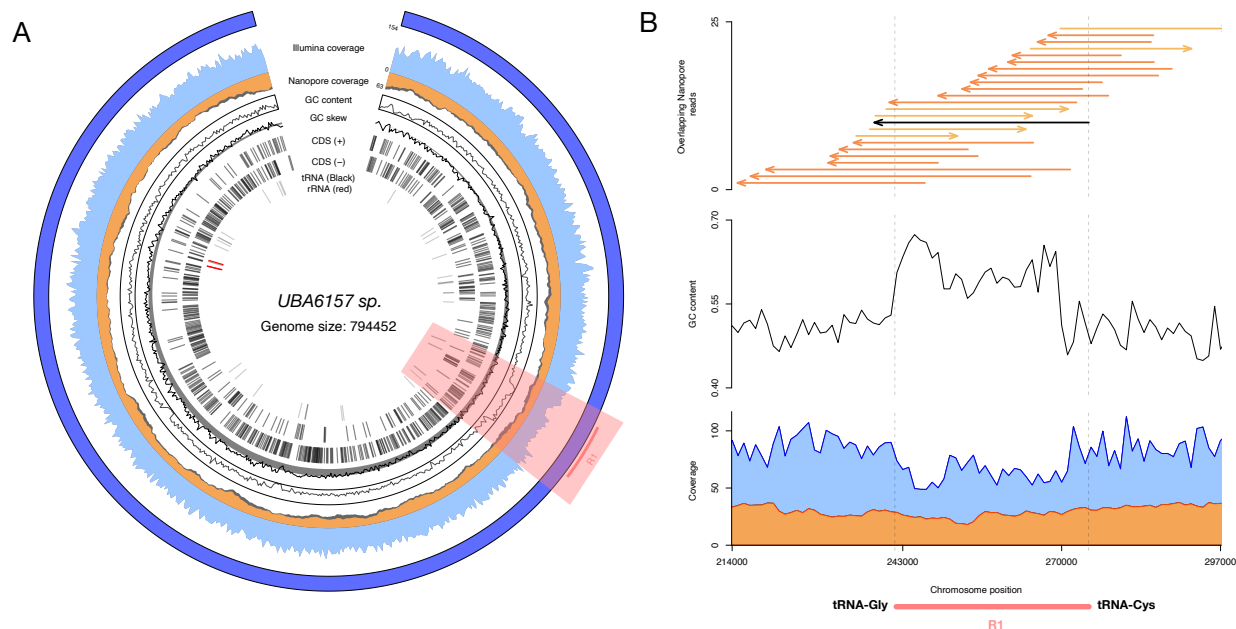 A
154
Illumina coverage
0
Nanopore coverage
63
GC content
GC skew
CDS (+)
CDS (−)
tRNA (Black)
rRNA (red)
UBA6157 sp.
Genome size: 794452
R1
B
Overlapping Nanopore
reads
25
0
GC content
0.70
0.55
0.40
Coverage
100
50
0
214000 243000 270000 297000
Chromosome position
tRNA-Gly tRNA-Cys
R1